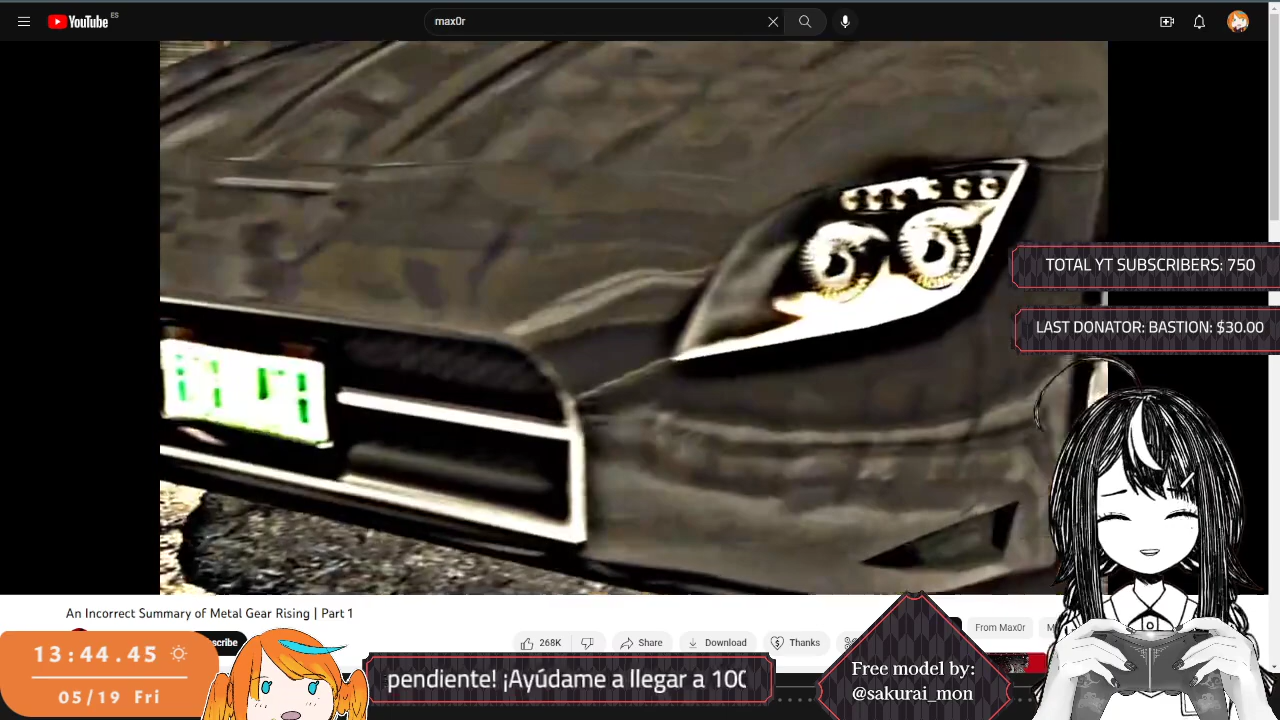 YouTube ES
max0r
TOTAL YT SUBSCRIBERS: 750
LAST DONATOR: BASTION: $30.00
An Incorrect Summary of Metal Gear Rising | Part 1
scribe
268K
Share
Download
Thanks
From Max0r
13:44.45
05/19 Fri
pendiente! ¡Ayúdame a llegar a 10
Free model by:
@sakurai_mon